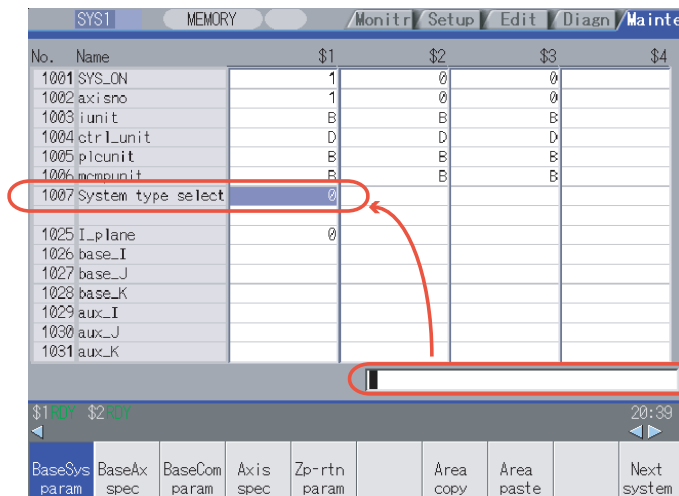 SYS1 MEMORY Monitr Setup Edit Diagn Mainte
No. Name $1 $2 $3 $4
1001 SYS_ON 1 0 0
1002 axisno 1 0 0
1003 iunit B B B
1004 ctrl_unit D D D
1005 plcunit B B B
1006 mcmpunit B B B
1007 System type select 0
1025 I_plane 0
1026 base_I
1027 base_J
1028 base_K
1029 aux_I
1030 aux_J
1031 aux_K
$1 RDY $2 RDY 20:39
BaseSys BaseAx BaseCom Axis Zp-rtn Area Area Next
param spec param spec param copy paste system